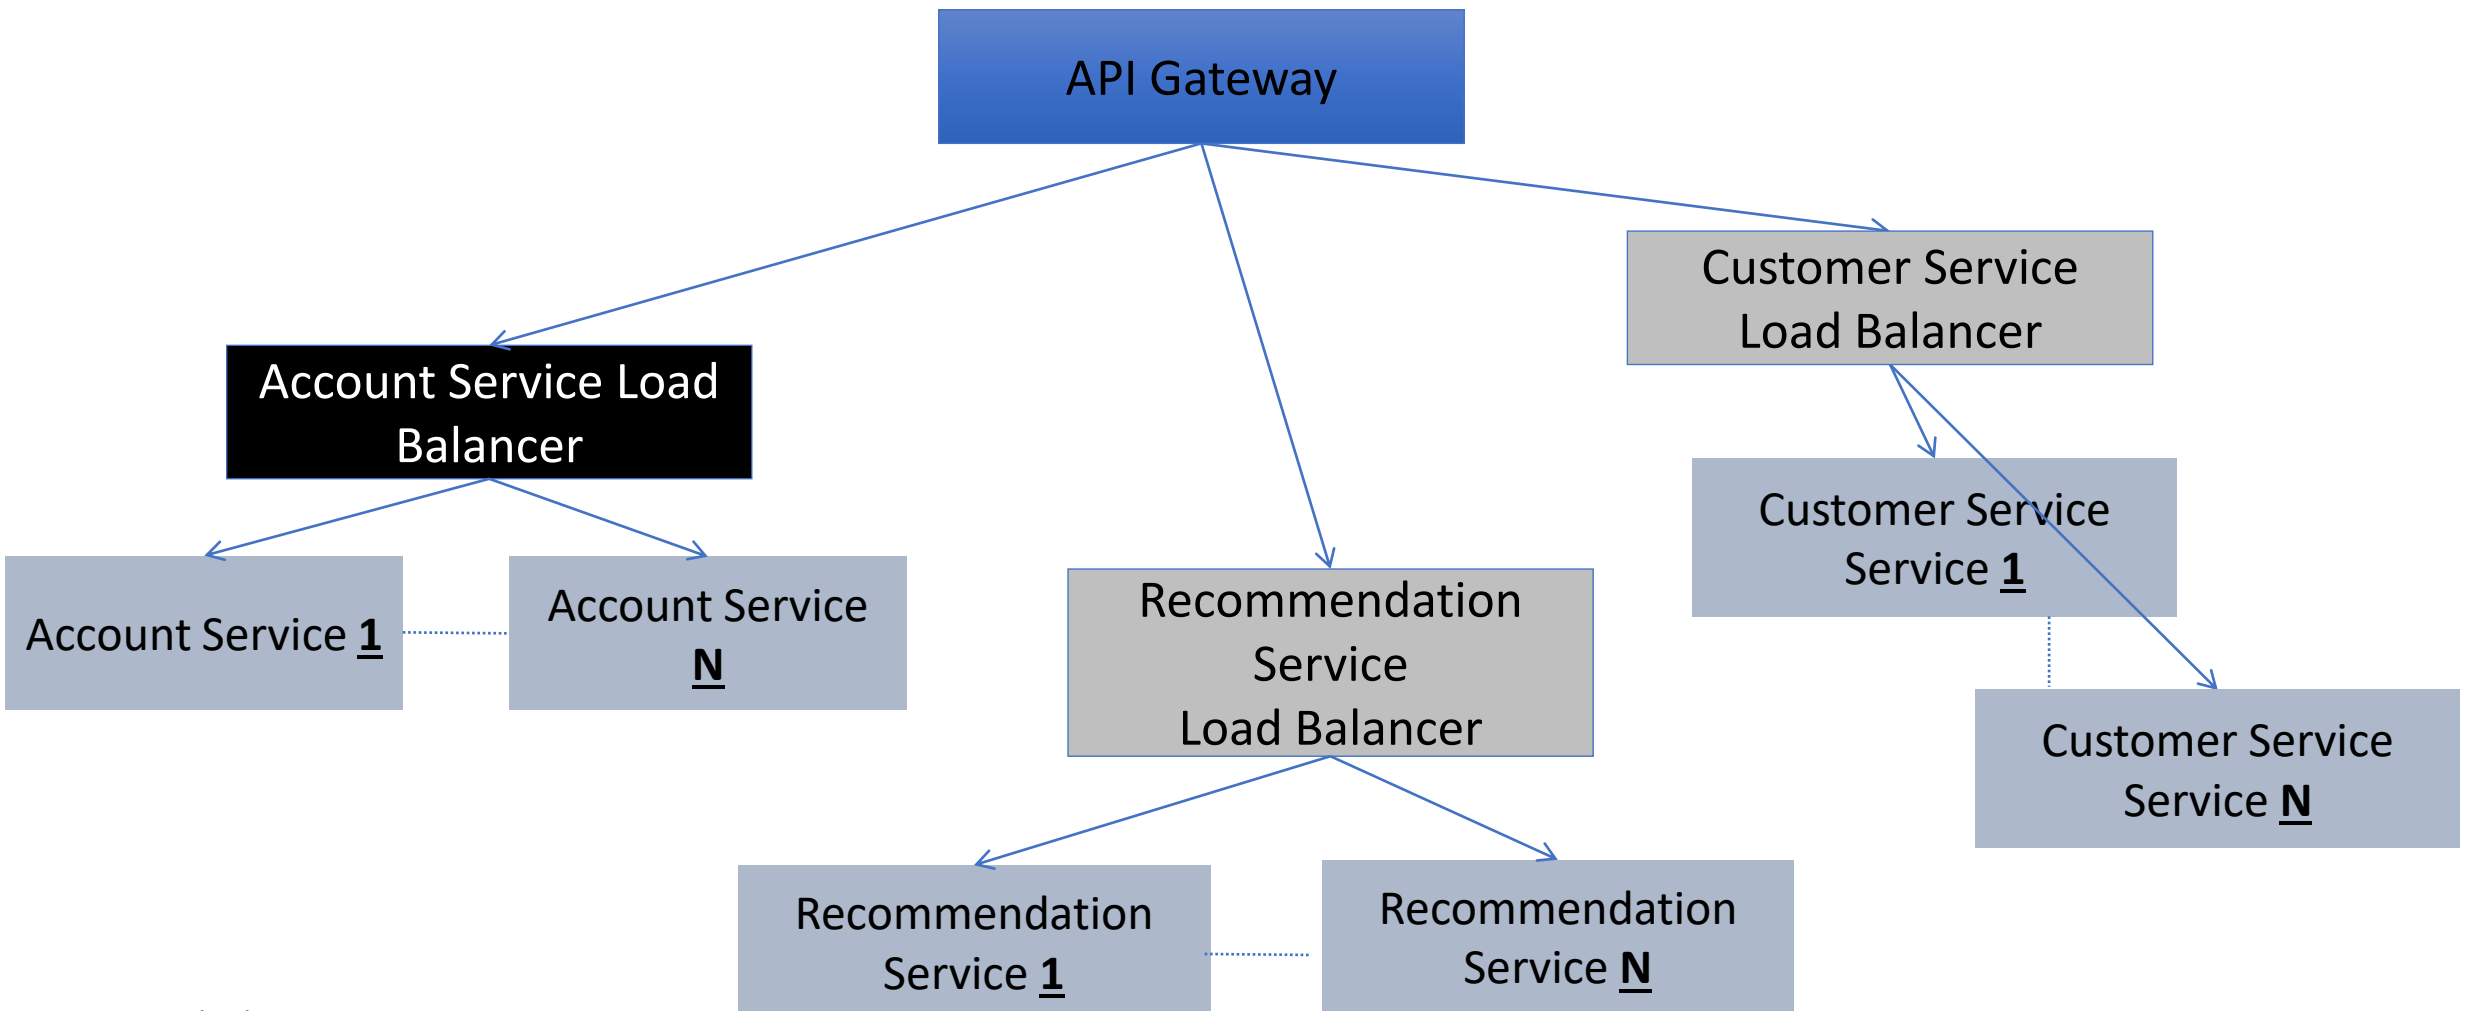 API Gateway
Customer Service
Load Balancer
Account Service Load
Balancer
Customer Service
Service 1
Account Service 1
Account Service
N
Recommendation
Service
Load Balancer
Customer Service
Service N
Recommendation
Service 1
Recommendation
Service N